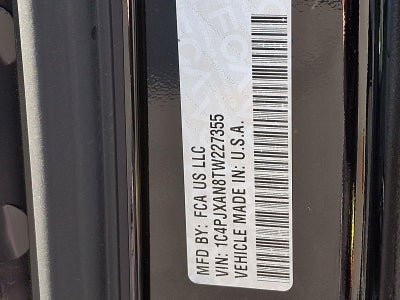 MFD BY: FCA US LLC
VIN: 1C4PJXAN8TW227355
VEHICLE MADE IN: U.S.A.